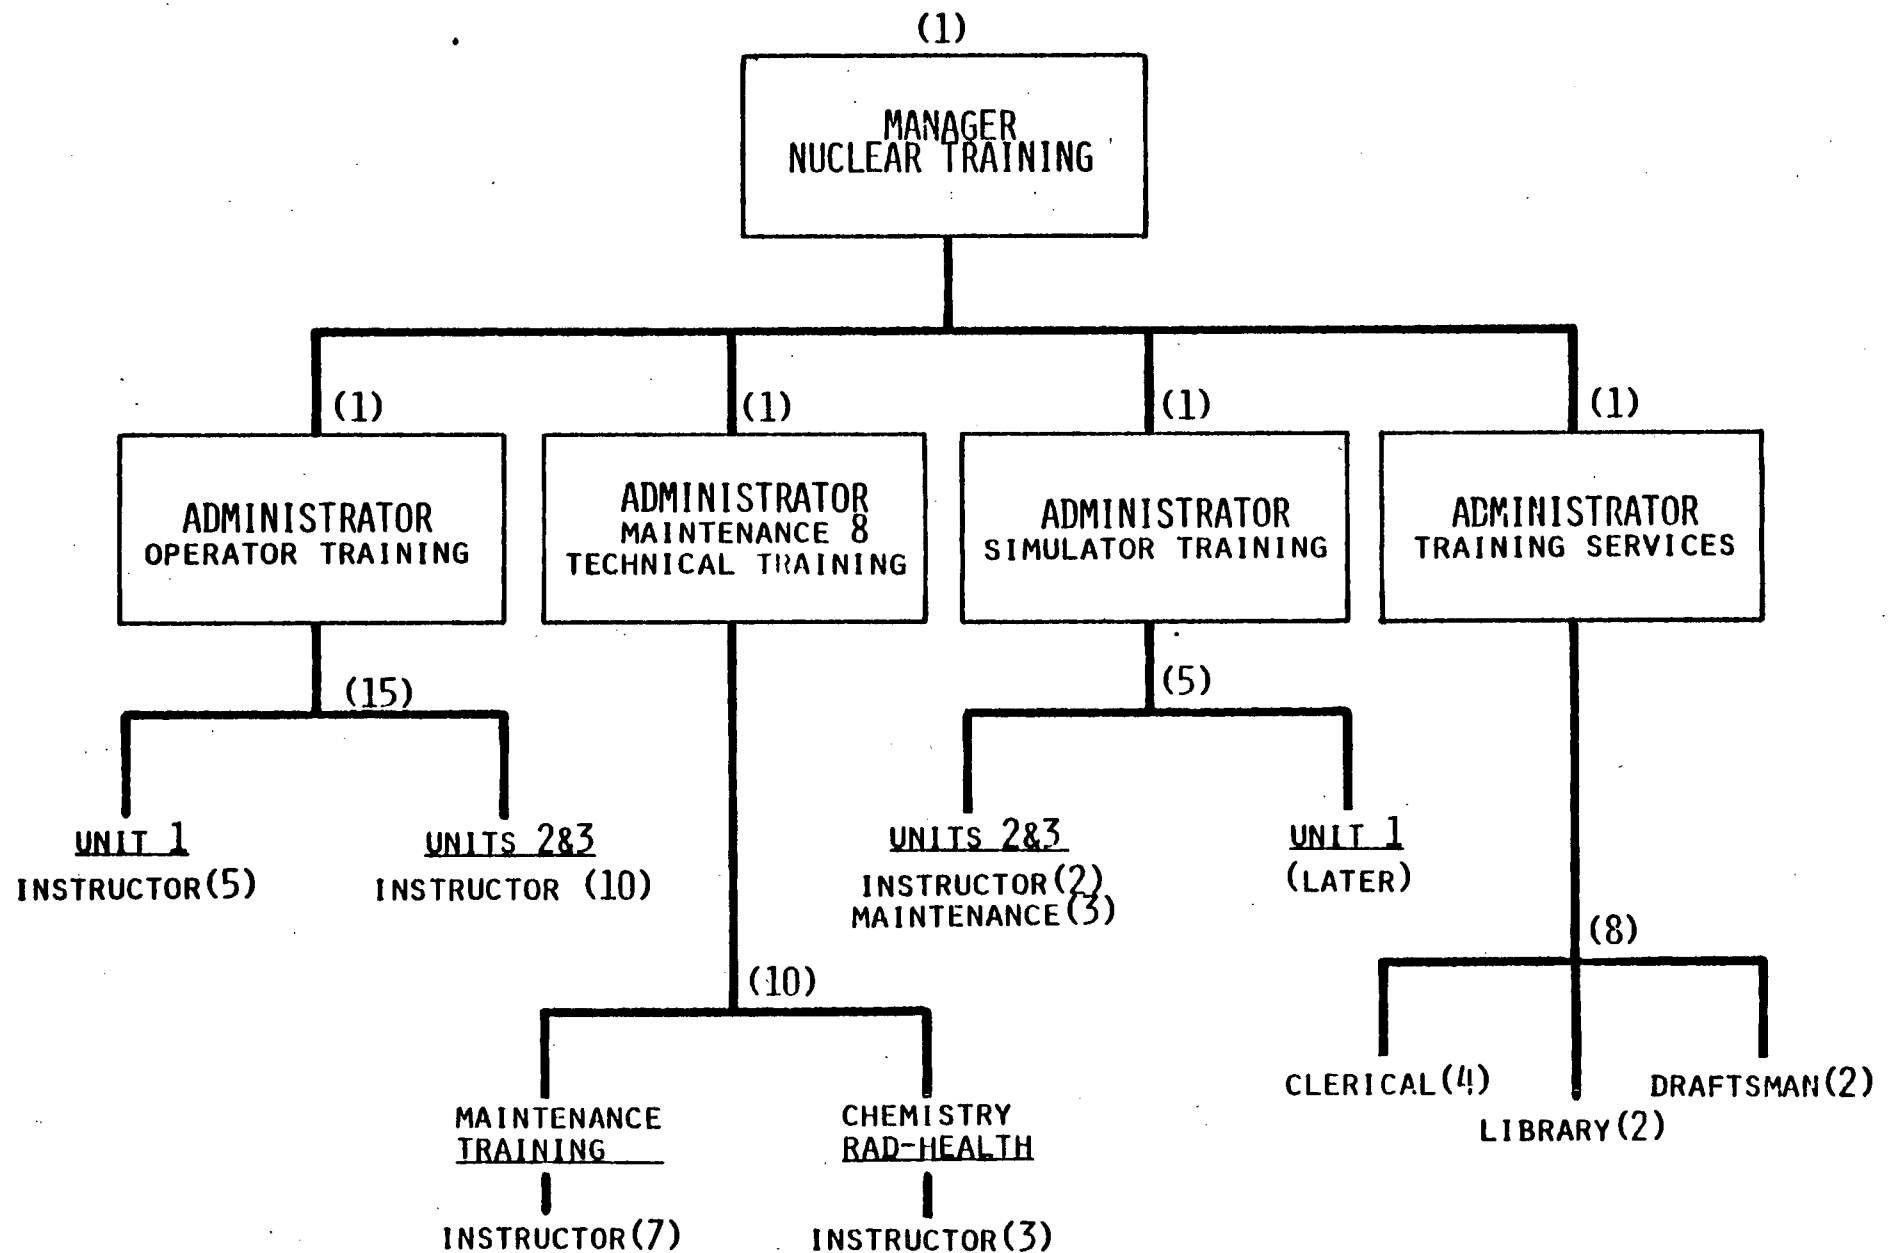 (1)
MANAGER
NUCLEAR TRAINING
(1)
(1)
(1)
(1)
ADMINISTRATOR
OPERATOR TRAINING
ADMINISTRATOR
MAINTENANCE 8
TECHNICAL TRAINING
ADMINISTRATOR
SIMULATOR TRAINING
ADMINISTRATOR
TRAINING SERVICES
(15)
UNIT 1
INSTRUCTOR(5)
UNITS 2&3
INSTRUCTOR (10)
(5)
UNITS 2&3
INSTRUCTOR(2)
MAINTENANCE(3)
UNIT 1
(LATER)
(10)
MAINTENANCE
TRAINING
INSTRUCTOR(7)
CHEMISTRY
RAD-HEALTH
INSTRUCTOR(3)
(8)
CLERICAL(4)
LIBRARY(2)
DRAFTSMAN(2)